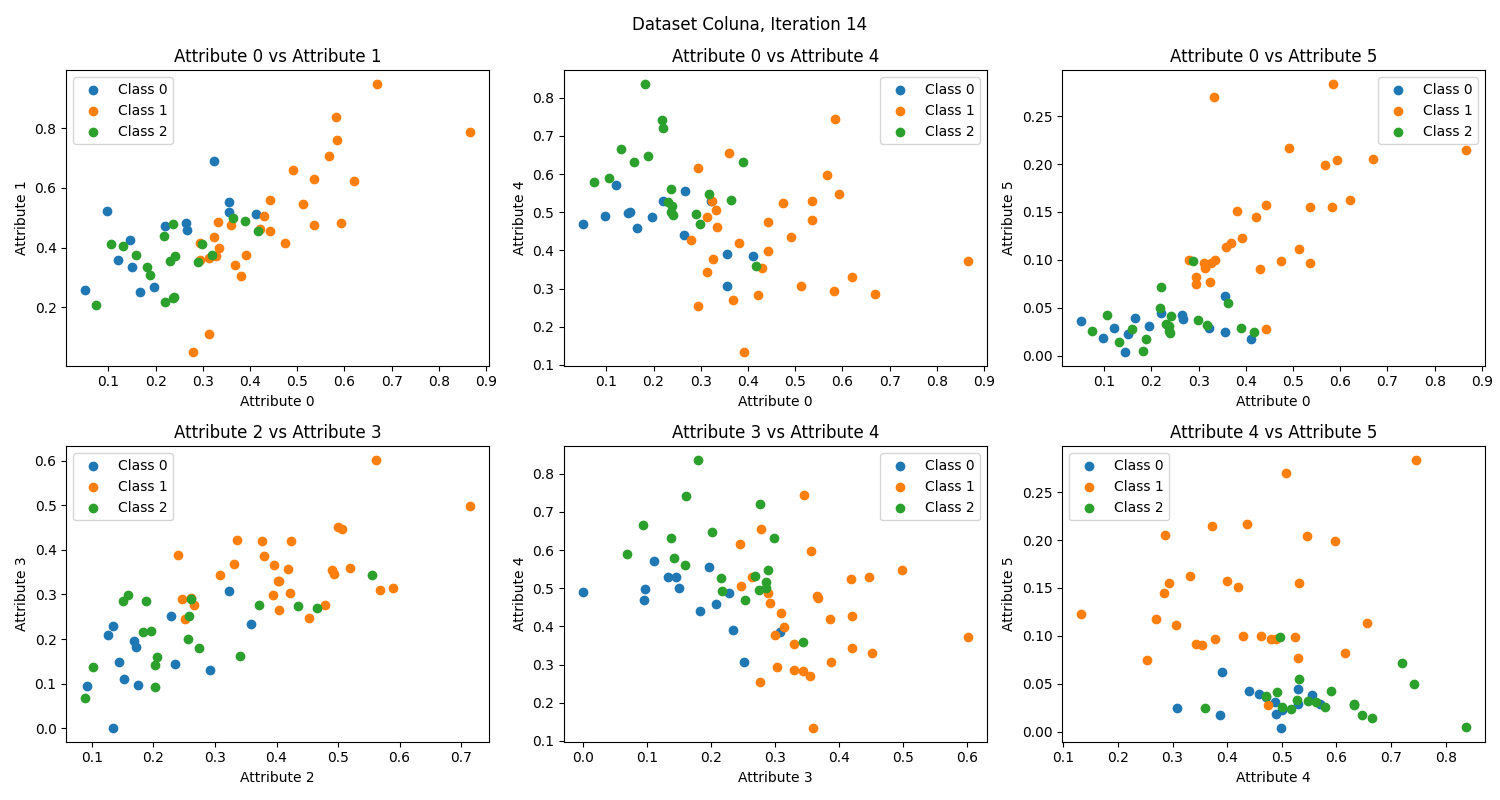 Dataset Coluna, Iteration 14
Attribute 0 vs Attribute 1
Class 0
Class 1
Class 2
0.8
0.6
0.4
0.2
Attribute 1
0.1 0.2 0.3 0.4 0.5 0.6 0.7 0.8 0.9
Attribute 0
Attribute 0 vs Attribute 4
Class 0
Class 1
Class 2
0.8
0.7
0.6
0.5
0.4
0.3
0.2
0.1
Attribute 4
0.1 0.2 0.3 0.4 0.5 0.6 0.7 0.8 0.9
Attribute 0
Attribute 0 vs Attribute 5
Class 0
Class 1
Class 2
0.25
0.20
0.15
0.10
0.05
0.00
Attribute 5
0.1 0.2 0.3 0.4 0.5 0.6 0.7 0.8 0.9
Attribute 0
Attribute 2 vs Attribute 3
Class 0
Class 1
Class 2
0.6
0.5
0.4
0.3
0.2
0.1
0.0
Attribute 3
0.1 0.2 0.3 0.4 0.5 0.6 0.7
Attribute 2
Attribute 3 vs Attribute 4
Class 0
Class 1
Class 2
0.8
0.7
0.6
0.5
0.4
0.3
0.2
0.1
Attribute 4
0.0 0.1 0.2 0.3 0.4 0.5 0.6
Attribute 3
Attribute 4 vs Attribute 5
Class 0
Class 1
Class 2
0.25
0.20
0.15
0.10
0.05
0.00
Attribute 5
0.1 0.2 0.3 0.4 0.5 0.6 0.7 0.8
Attribute 4